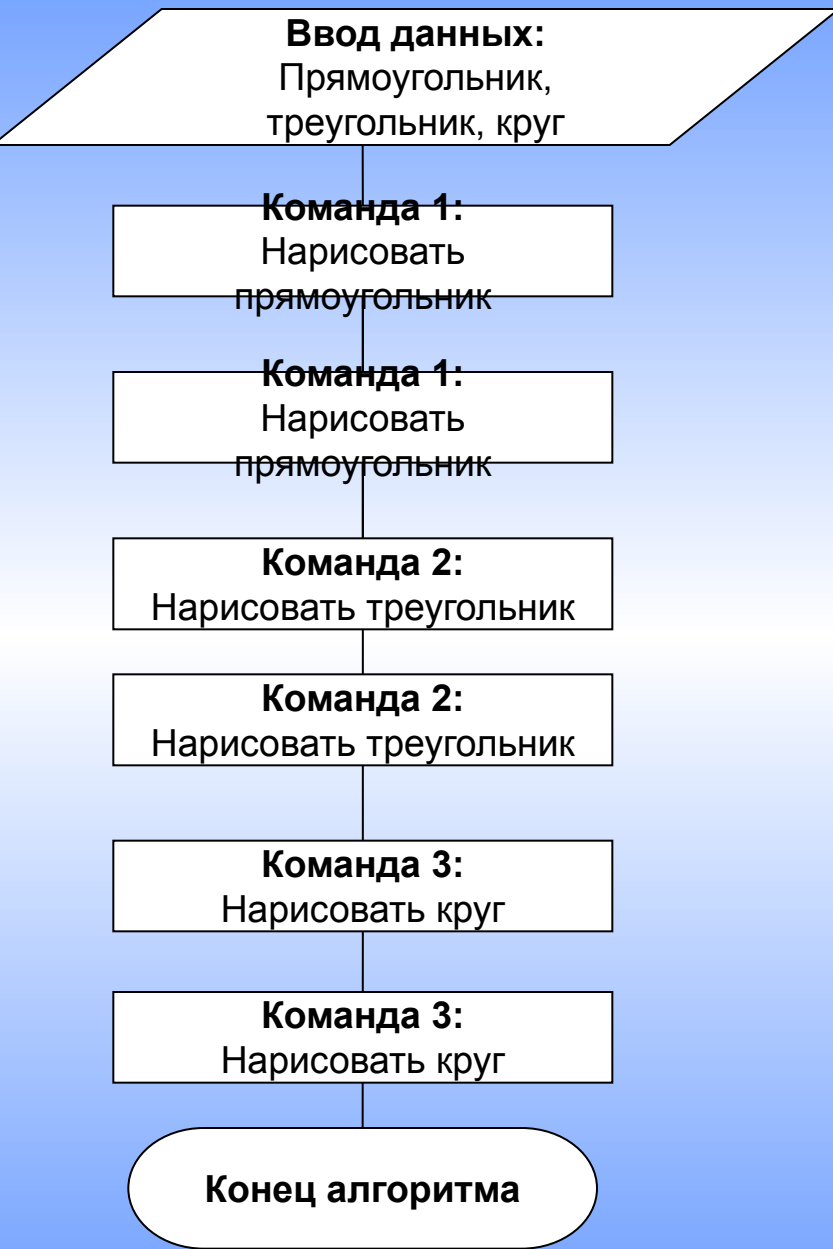 Ввод данных:
Прямоугольник,
треугольник, круг
Команда 1:
Нарисовать
прямоугольник
Команда 1:
Нарисовать
прямоугольник
Команда 2:
Нарисовать треугольник
Команда 2:
Нарисовать треугольник
Команда 3:
Нарисовать круг
Команда 3:
Нарисовать круг
Конец алгоритма